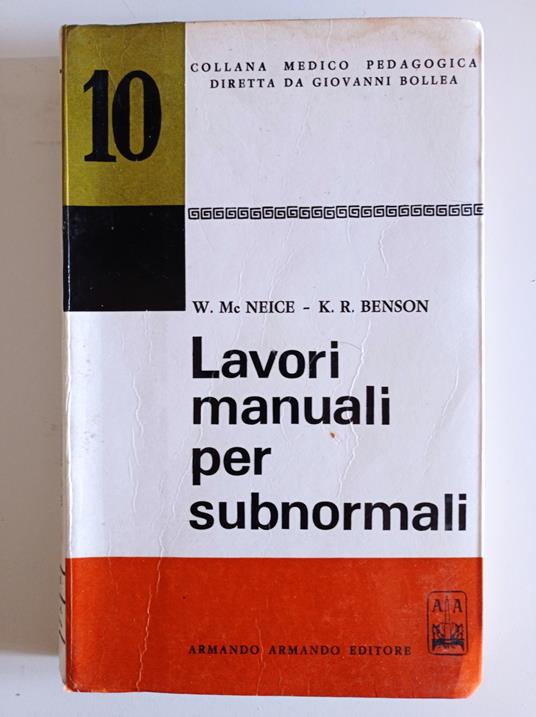 10
COLLANA MEDICO PEDAGOGICA
DIRETTA DA GIOVANNI BOLLEA
W. Mc NEICE - K. R. BENSON
Lavori
manuali
per
subnormali
A A
ARMANDO ARMANDO EDITORE